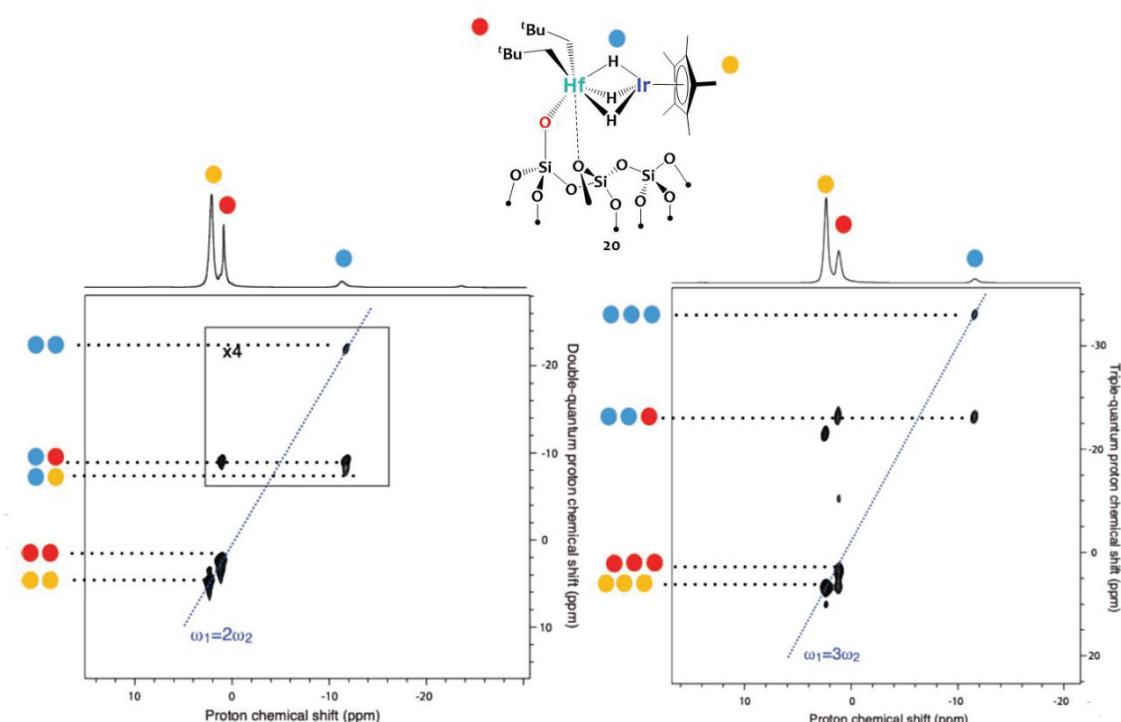 ᵗBu
ᵗBu
H
Hf
H
H
Ir
O
Si
O
Si
O
Si
O
O
O
O
O
O
O
O
20
x4
Double-quantum proton chemical shift (ppm)
-20
-10
0
10
ω₁=2ω₂
10
0
-10
-20
Proton chemical shift (ppm)
Triple-quantum proton chemical shift (ppm)
-30
-20
0
20
ω₁=3ω₂
10
0
-10
-20
Proton chemical shift (ppm)